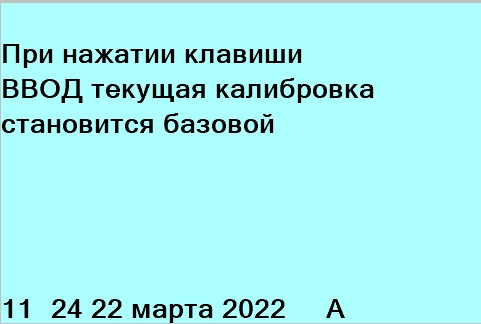 При нажатии клавиши
ВВОД текущая калибровка
становится базовой
11 24 22 марта 2022 А